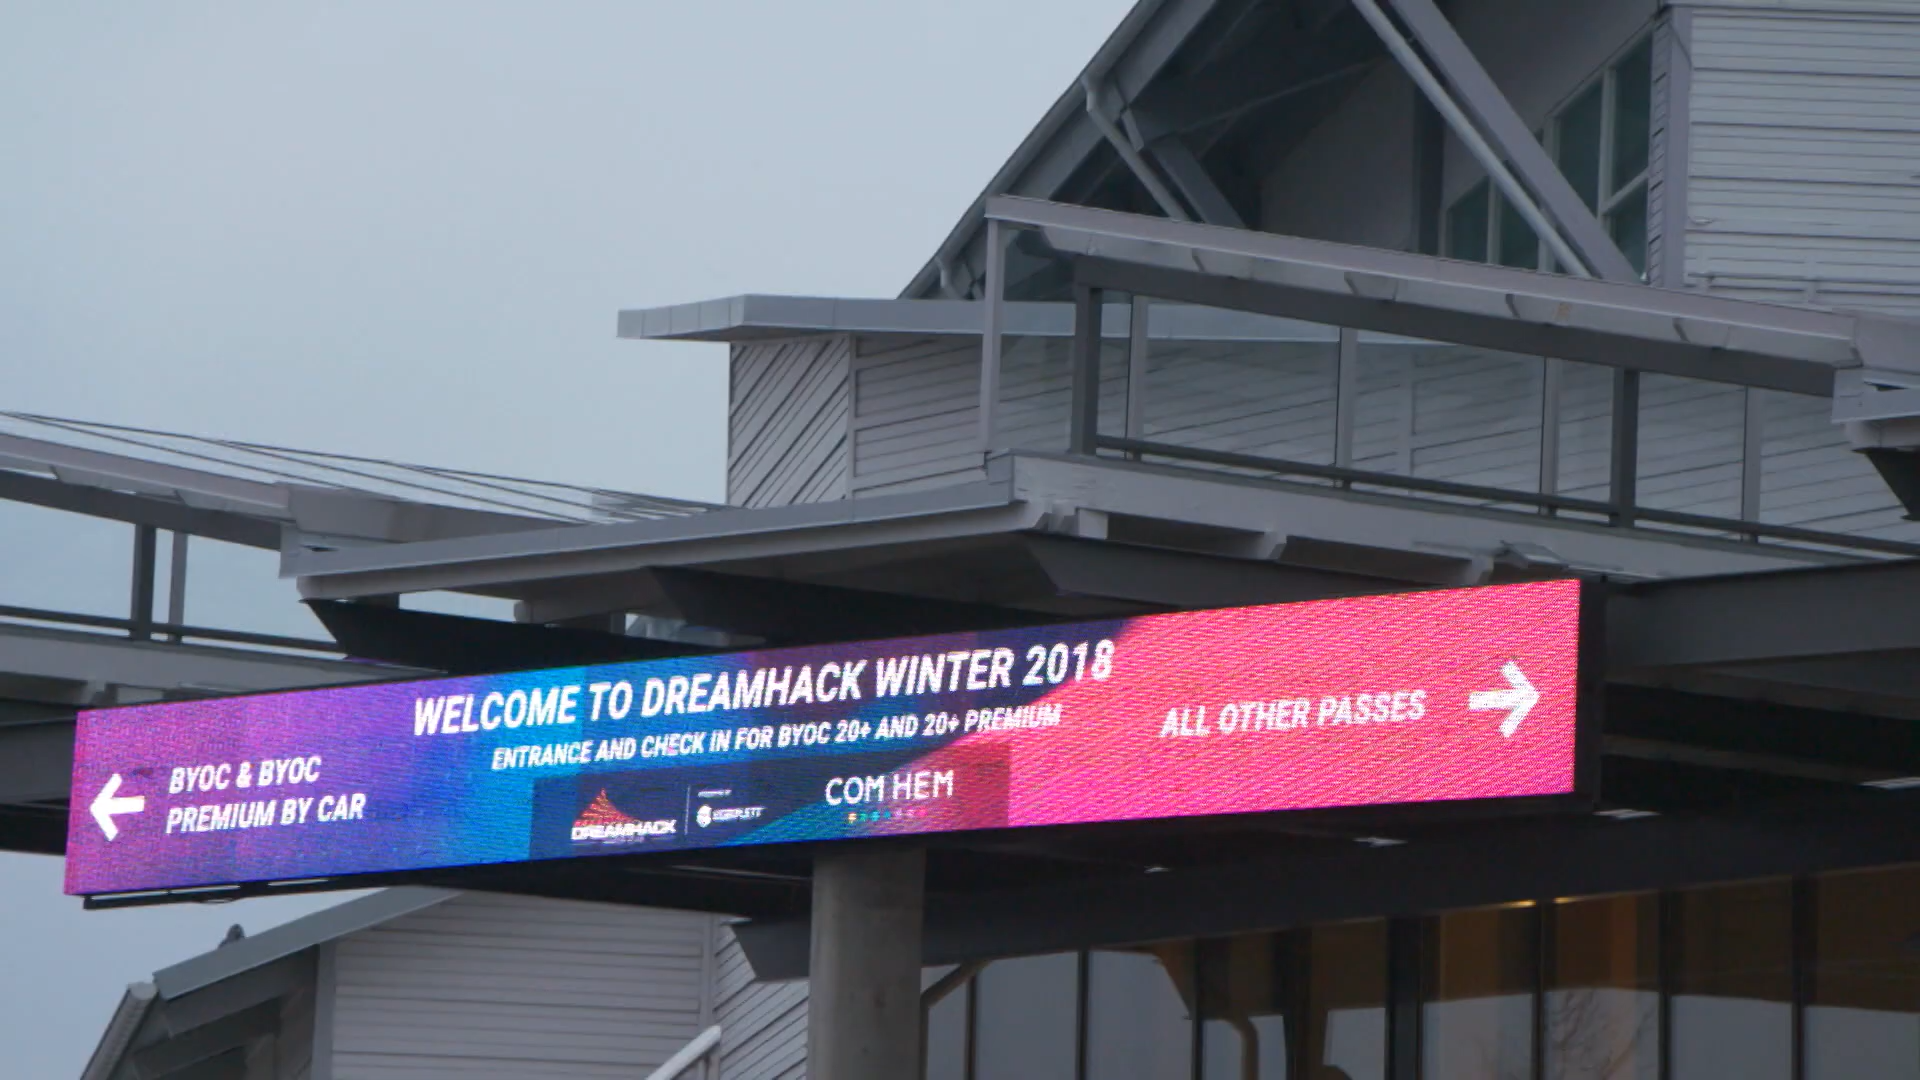 WELCOME TO DREAMHACK WINTER 2018
ENTRANCE AND CHECK IN FOR BYOC 20+ AND 20+ PREMIUM
BYOC & BYOC
PREMIUM BY CAR
ALL OTHER PASSES
DREAMHACK
COM HEM